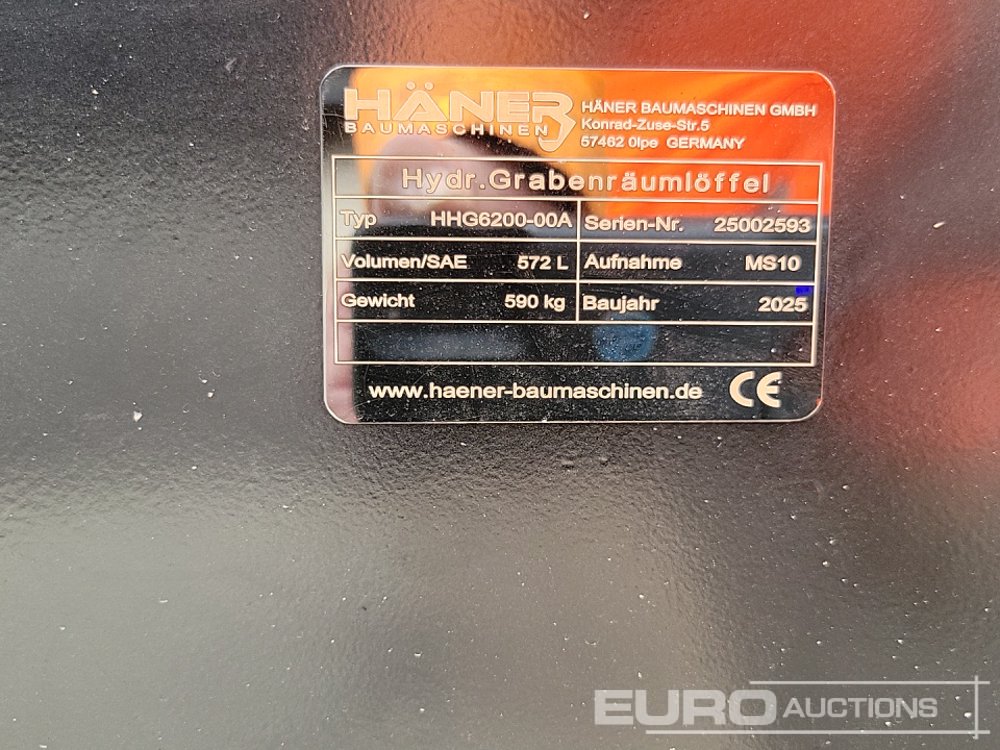 HÄNER
BAUMASCHINEN
HÄNER BAUMASCHINEN GMBH
Konrad-Zuse-Str.5
57462 Olpe GERMANY
Hydr.Grabenräumlöffel
Typ HHG6200-00A Serien-Nr. 25002593
Volumen/SAE 572 L Aufnahme MS10
Gewicht 590 kg Baujahr 2025
www.haener-baumaschinen.de CE
EURO AUCTIONS